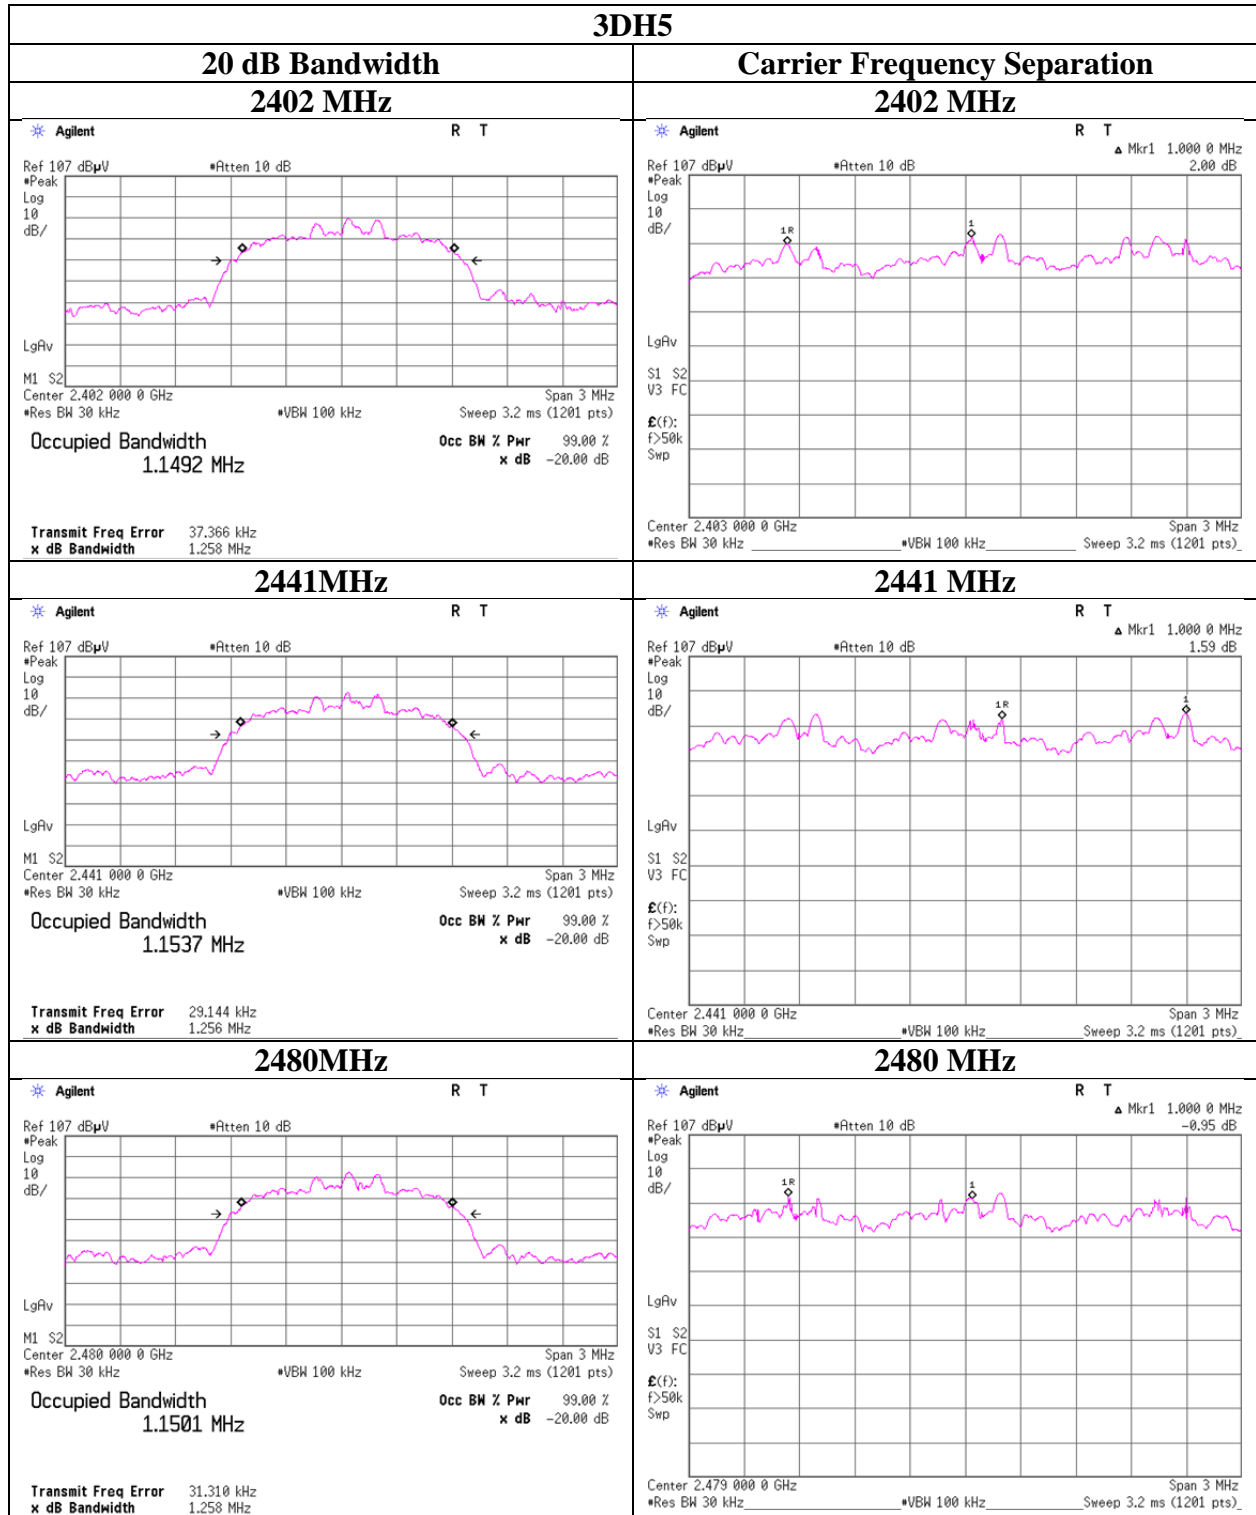 3DH5
20 dB Bandwidth
Carrier Frequency Separation
2402 MHz
2402 MHz
Agilent R T
Ref 107 dBµV #Atten 10 dB
#Peak
Log
10
dB/
LgAv
M1 S2
Center 2.402 000 0 GHz Span 3 MHz
#Res BW 30 kHz #VBW 100 kHz Sweep 3.2 ms (1201 pts)
Occupied Bandwidth Occ BW % Pwr 99.00 %
1.1492 MHz x dB -20.00 dB
Transmit Freq Error 37.366 kHz
x dB Bandwidth 1.258 MHz
Agilent R T
Δ Mkr1 1.000 0 MHz
Ref 107 dBµV #Atten 10 dB 2.00 dB
#Peak
Log
10
dB/
1R
1
LgAv
S1 S2
V3 FC
£(f):
f>50k
Swp
Center 2.403 000 0 GHz Span 3 MHz
#Res BW 30 kHz #VBW 100 kHz Sweep 3.2 ms (1201 pts)
2441MHz
2441 MHz
Agilent R T
Ref 107 dBµV #Atten 10 dB
#Peak
Log
10
dB/
LgAv
M1 S2
Center 2.441 000 0 GHz Span 3 MHz
#Res BW 30 kHz #VBW 100 kHz Sweep 3.2 ms (1201 pts)
Occupied Bandwidth Occ BW % Pwr 99.00 %
1.1537 MHz x dB -20.00 dB
Transmit Freq Error 29.144 kHz
x dB Bandwidth 1.256 MHz
Agilent R T
Δ Mkr1 1.000 0 MHz
Ref 107 dBµV #Atten 10 dB 1.59 dB
#Peak
Log
10
dB/
1R
1
LgAv
S1 S2
V3 FC
£(f):
f>50k
Swp
Center 2.441 000 0 GHz Span 3 MHz
#Res BW 30 kHz #VBW 100 kHz Sweep 3.2 ms (1201 pts)
2480MHz
2480 MHz
Agilent R T
Ref 107 dBµV #Atten 10 dB
#Peak
Log
10
dB/
LgAv
M1 S2
Center 2.480 000 0 GHz Span 3 MHz
#Res BW 30 kHz #VBW 100 kHz Sweep 3.2 ms (1201 pts)
Occupied Bandwidth Occ BW % Pwr 99.00 %
1.1501 MHz x dB -20.00 dB
Transmit Freq Error 31.310 kHz
x dB Bandwidth 1.258 MHz
Agilent R T
Δ Mkr1 1.000 0 MHz
Ref 107 dBµV #Atten 10 dB -0.95 dB
#Peak
Log
10
dB/
1R
1
LgAv
S1 S2
V3 FC
£(f):
f>50k
Swp
Center 2.479 000 0 GHz Span 3 MHz
#Res BW 30 kHz #VBW 100 kHz Sweep 3.2 ms (1201 pts)